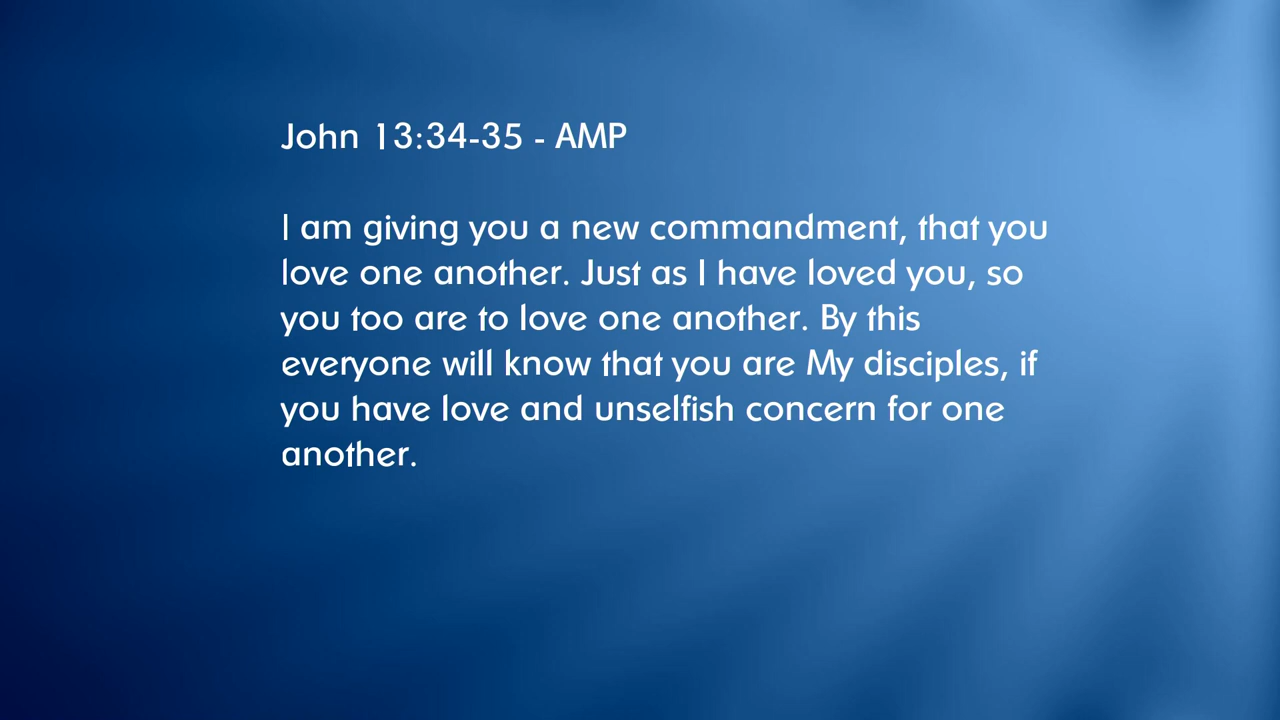 John 13:34-35 - AMP
I am giving you a new commandment, that you
love one another. Just as I have loved you, so
you too are to love one another. By this
everyone will know that you are My disciples, if
you have love and unselfish concern for one
another.